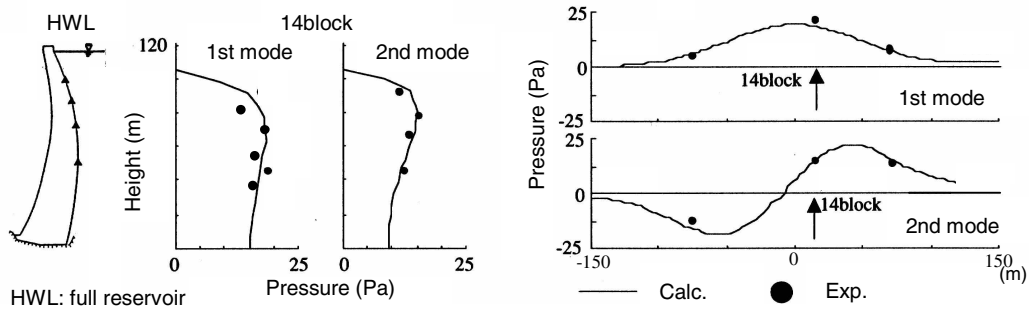 HWL
14block
120
1st mode
2nd mode
Height (m)
0
25
0
25
Pressure (Pa)
HWL: full reservoir
25
0
-25
14block
1st mode
Pressure (Pa)
25
0
-25
14block
2nd mode
-150
0
150
(m)
Calc.
Exp.